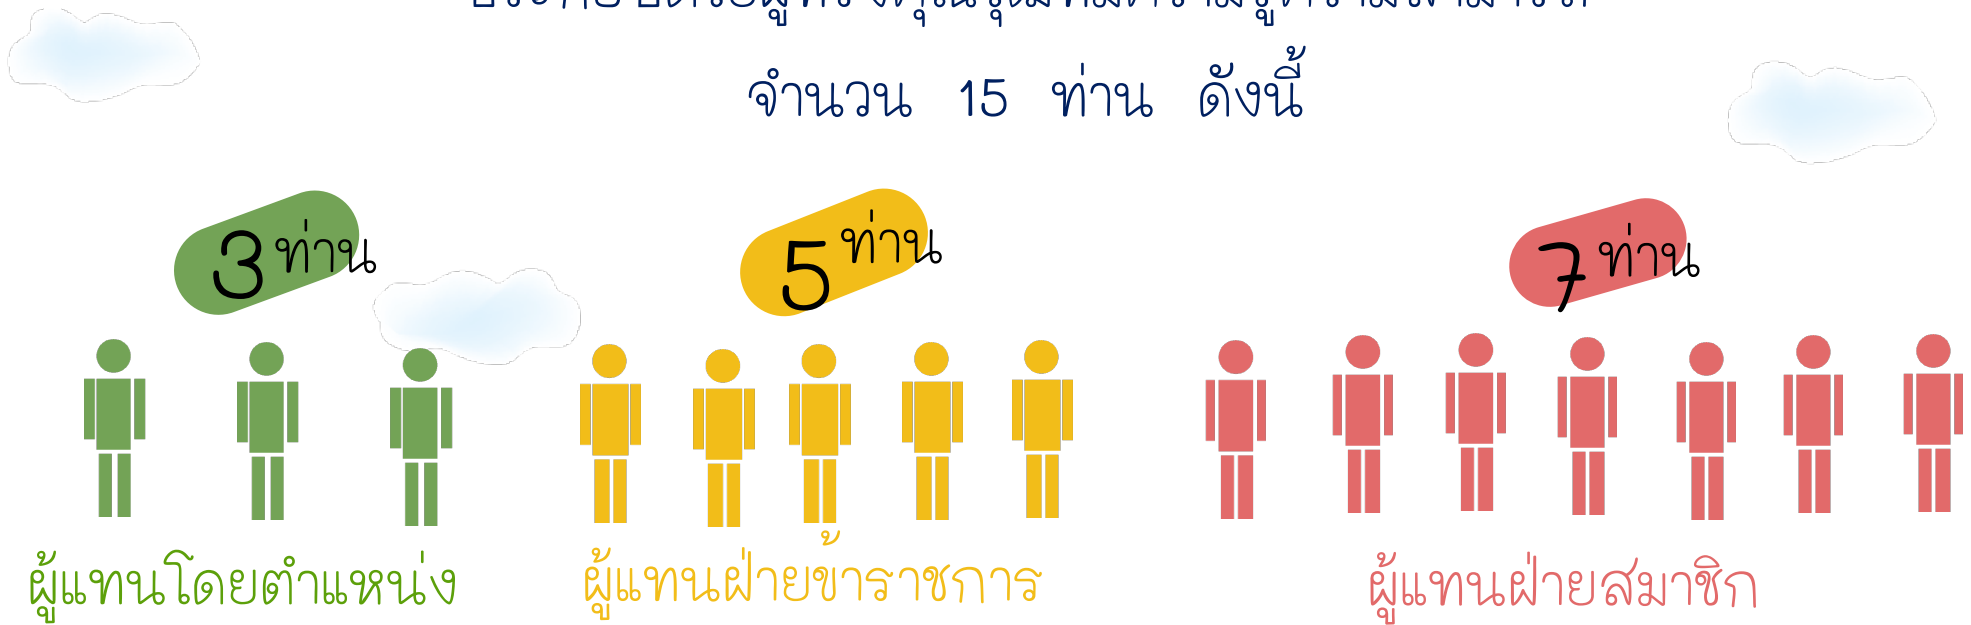 จำนวน 15 ท่าน ดังนี้
3 ท่าน
5 ท่าน
7 ท่าน
ผู้แทนโดยตำแหน่ง
ผู้แทนฝ่ายข้าราชการ
ผู้แทนฝ่ายสมาชิก